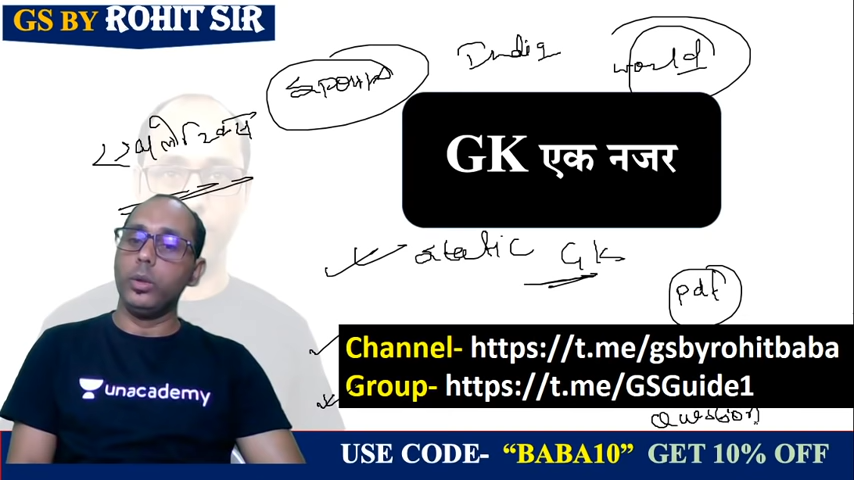 GS BY ROHIT SIR
India
world
GK एक नजर
static GK
pdf
Channel- https://t.me/gsbyrohitbaba
Group- https://t.me/GSGuide1
unacademy
question
USE CODE- “BABA10” GET 10% OFF